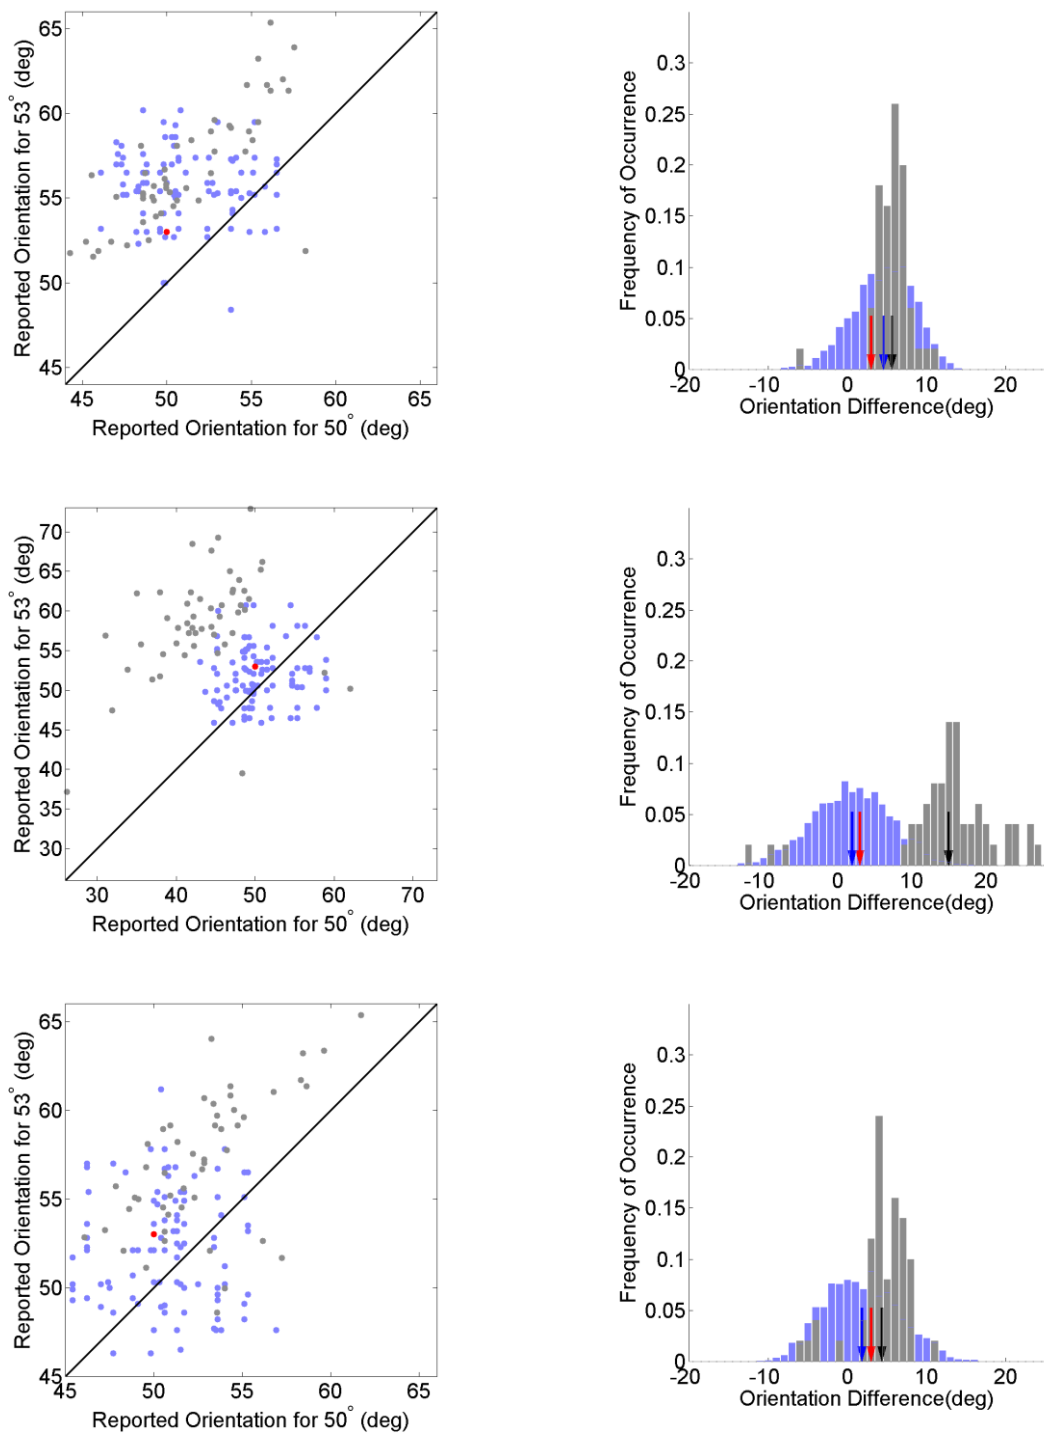 65
60
55
50
45
Reported Orientation for 53° (deg)
45 50 55 60 65
Reported Orientation for 50° (deg)
0.3
0.25
0.2
0.15
0.1
0.05
0
Frequency of Occurrence
-20 -10 0 10 20
Orientation Difference(deg)
70
65
60
55
50
45
40
35
30
Reported Orientation for 53° (deg)
30 40 50 60 70
Reported Orientation for 50° (deg)
0.3
0.25
0.2
0.15
0.1
0.05
0
Frequency of Occurrence
-20 -10 0 10 20
Orientation Difference(deg)
65
60
55
50
45
Reported Orientation for 53° (deg)
45 50 55 60 65
Reported Orientation for 50° (deg)
0.3
0.25
0.2
0.15
0.1
0.05
0
Frequency of Occurrence
-20 -10 0 10 20
Orientation Difference(deg)